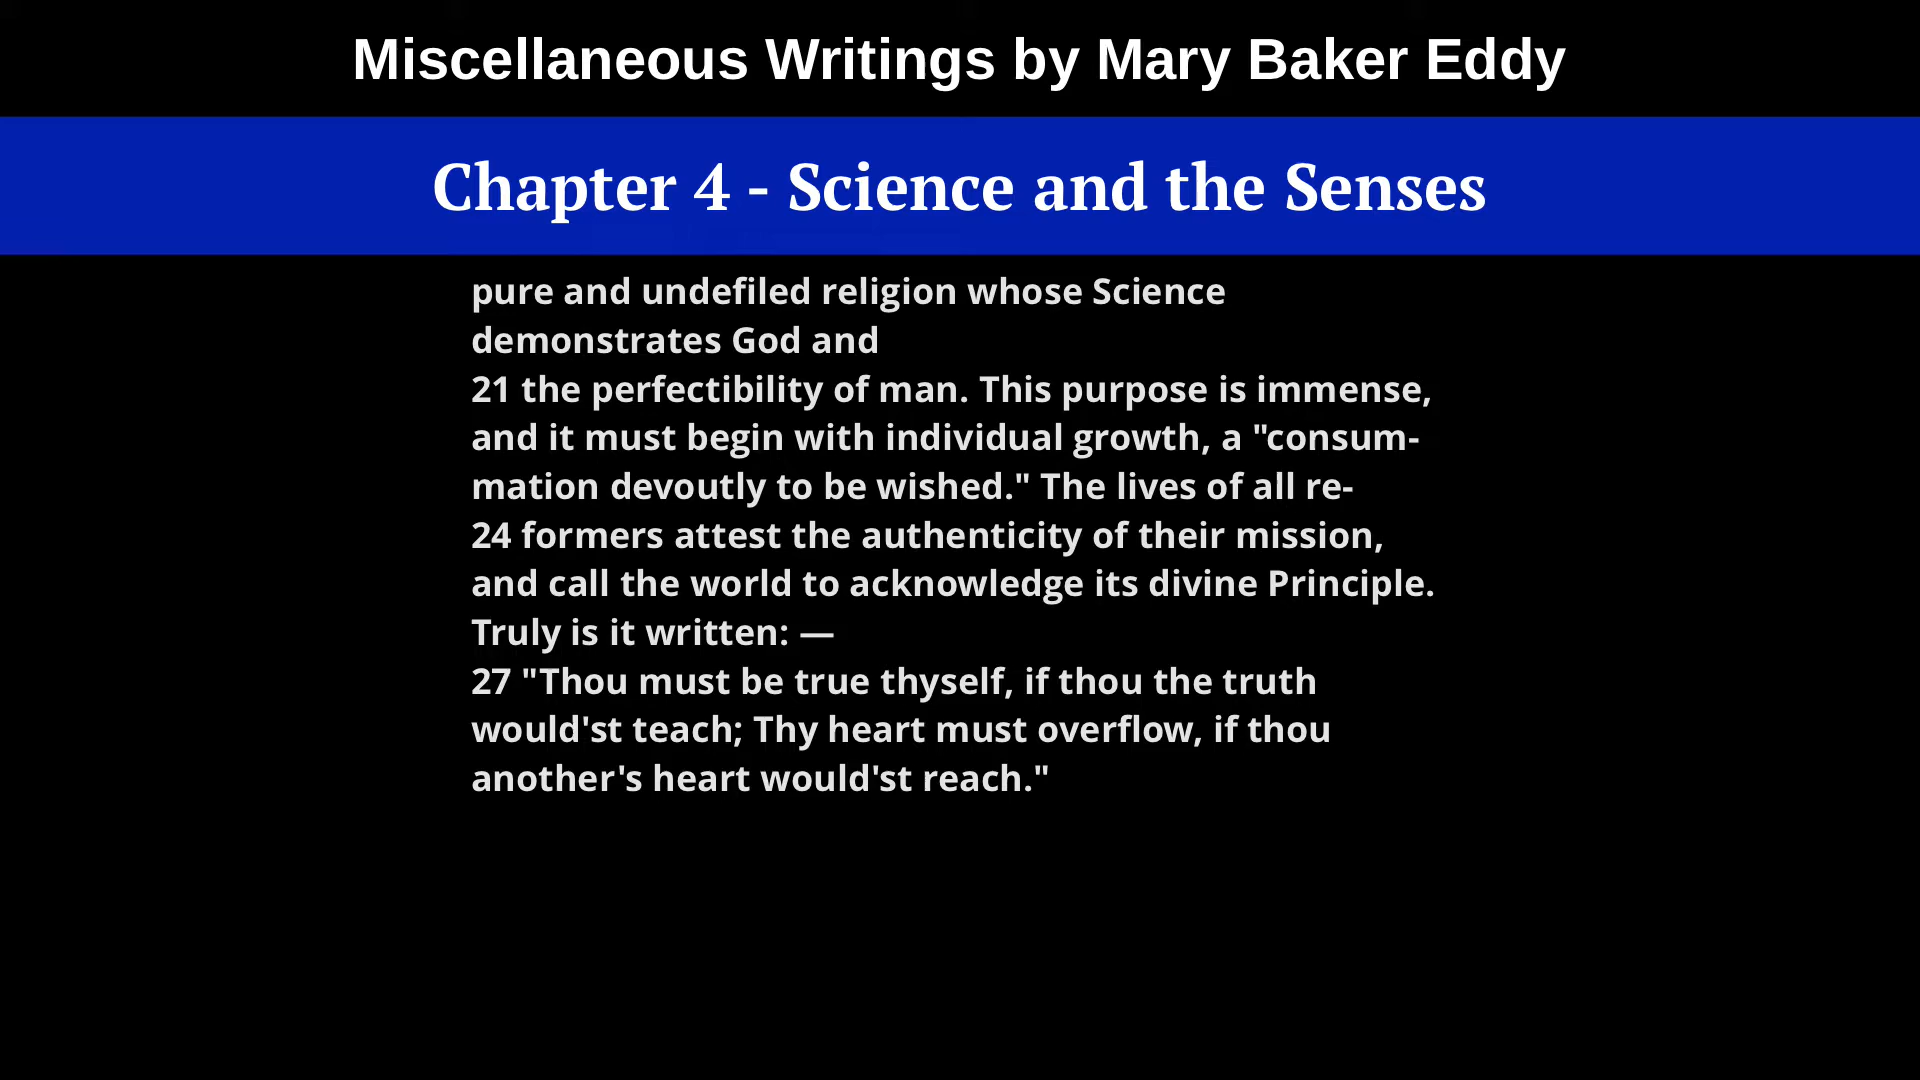 Miscellaneous Writings by Mary Baker Eddy
Chapter 4 - Science and the Senses
pure and undefiled religion whose Science
demonstrates God and
21 the perfectibility of man. This purpose is immense,
and it must begin with individual growth, a "consum-
mation devoutly to be wished." The lives of all re-
24 formers attest the authenticity of their mission,
and call the world to acknowledge its divine Principle.
Truly is it written: —
27 "Thou must be true thyself, if thou the truth
would'st teach; Thy heart must overflow, if thou
another's heart would'st reach."